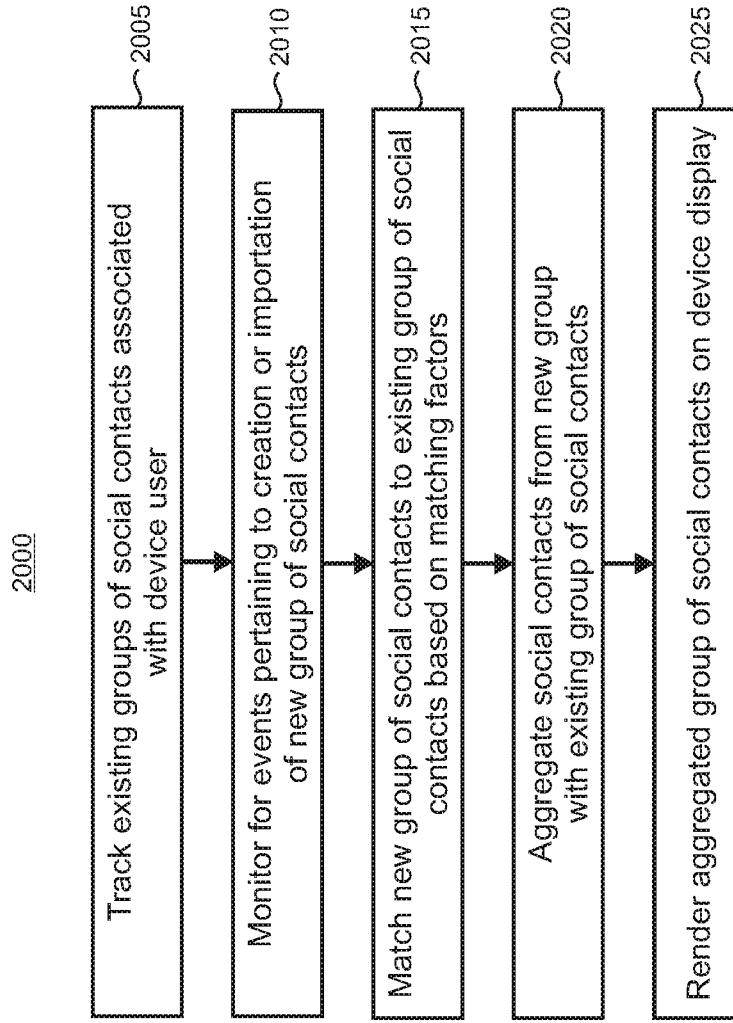 2000
Track existing groups of social contacts associated
with device user
2005
Monitor for events pertaining to creation or importation
of new group of social contacts
2010
Match new group of social contacts to existing group of social
contacts based on matching factors
2015
Aggregate social contacts from new group
with existing group of social contacts
2020
Render aggregated group of social contacts on device display
2025